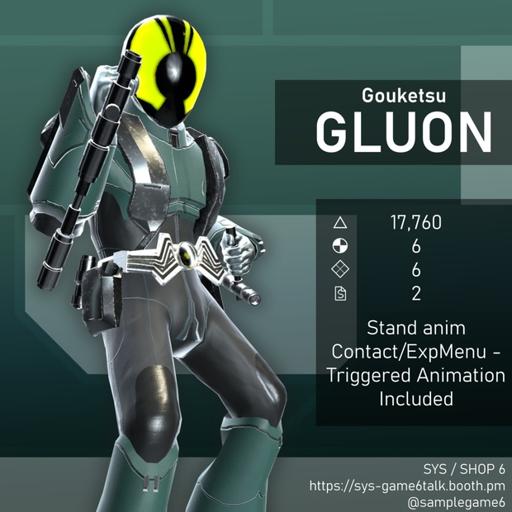 Gouketsu
GLUON
17,760
6
6
2
Stand anim
Contact/ExpMenu -
Triggered Animation
Included
SYS / SHOP 6
https://sys-game6talk.booth.pm
@samplegame6